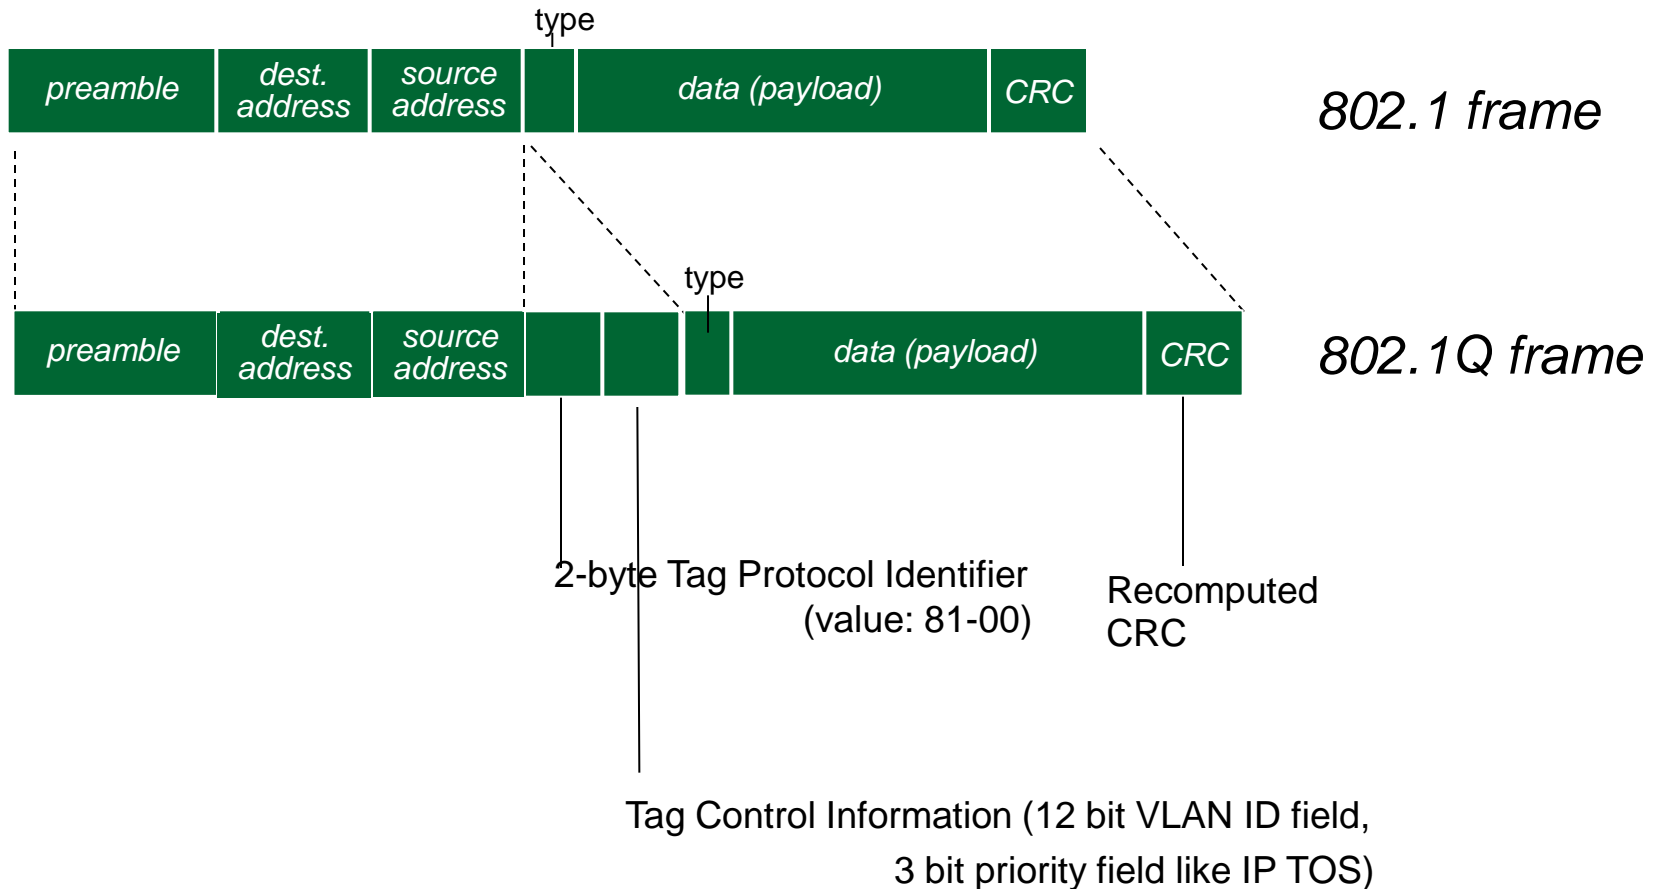 type
preamble
dest.
address
source
address
data (payload)
CRC
802.1 frame
type
preamble
dest.
address
source
address
data (payload)
CRC
802.1Q frame
2-byte Tag Protocol Identifier
(value: 81-00)
Recomputed
CRC
Tag Control Information (12 bit VLAN ID field,
3 bit priority field like IP TOS)